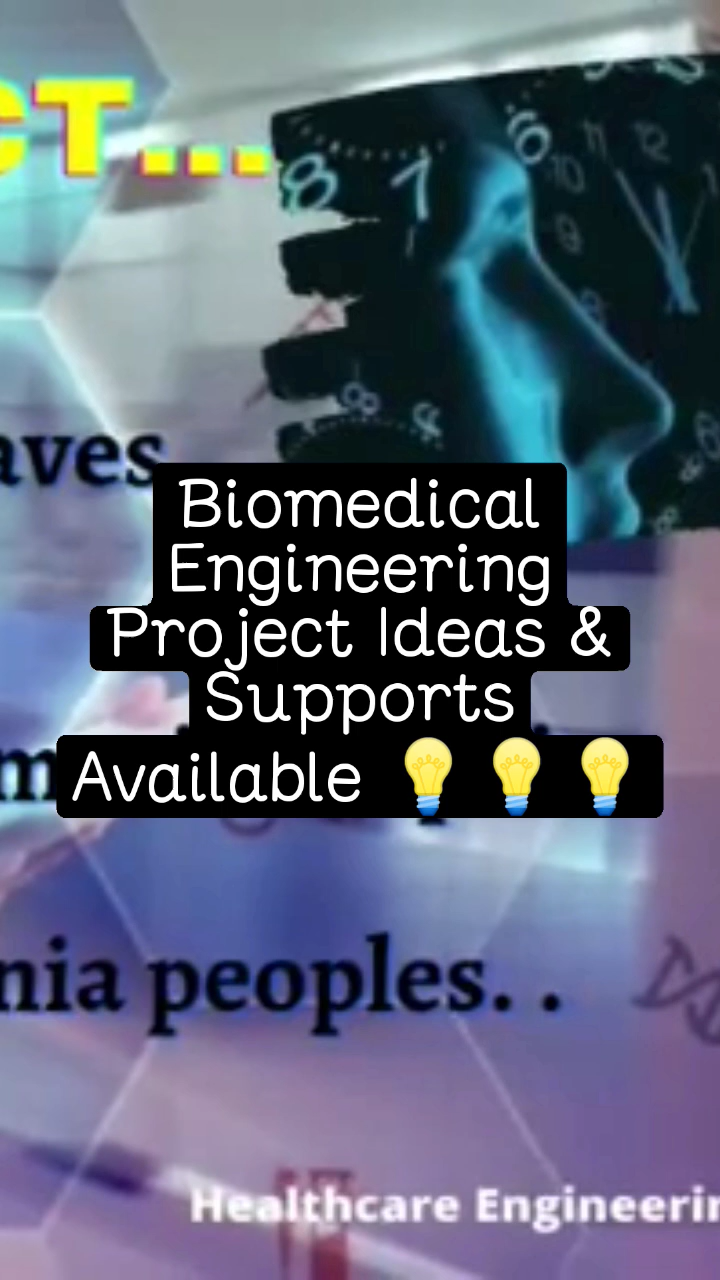 CT...
aves
Biomedical
Engineering
Project Ideas &
Supports
Available 💡 💡 💡
nia peoples. .
Healthcare Engineerin